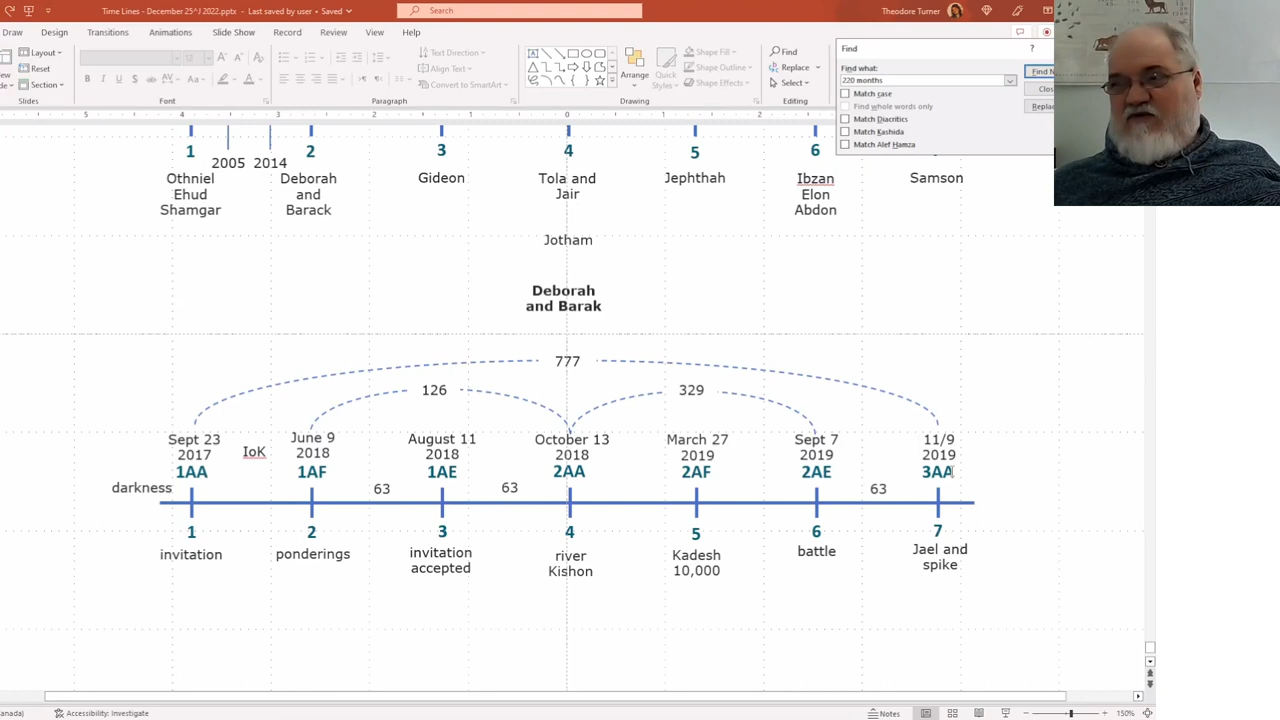 Time Lines - December 25^J 2022.pptx • Last saved by user • Saved
Search
Theodore Turner
Draw Design Transitions Animations Slide Show Record Review View Help
Layout
Reset
Section
Slides
Font
Text Direction
Align Text
Convert to SmartArt
Paragraph
Arrange
Quick
Styles
Shape Fill
Shape Outline
Shape Effects
Drawing
Find
Replace
Select
Editing
Find
Find what:
220 months
Match case
Find whole words only
Match Diacritics
Match Kashida
Match Alef Hamza
5 4 3 2 1 0 1 2
1 2 3 4 5 6
2005 2014
Othniel
Ehud
Shamgar
Deborah
and
Barack
Gideon
Tola and
Jair
Jephthah
Ibzan
Elon
Abdon
Samson
Jotham
Deborah
and Barak
777
126 329
Sept 23
2017
1AA
IoK
June 9
2018
1AF
August 11
2018
1AE
October 13
2018
2AA
March 27
2019
2AF
Sept 7
2019
2AE
11/9
2019
3AA
darkness 63 63 63
1 2 3 4 5 6 7
invitation
ponderings
invitation
accepted
river
Kishon
Kadesh
10,000
battle
Jael and
spike
Accessibility: Investigate
Notes
150%